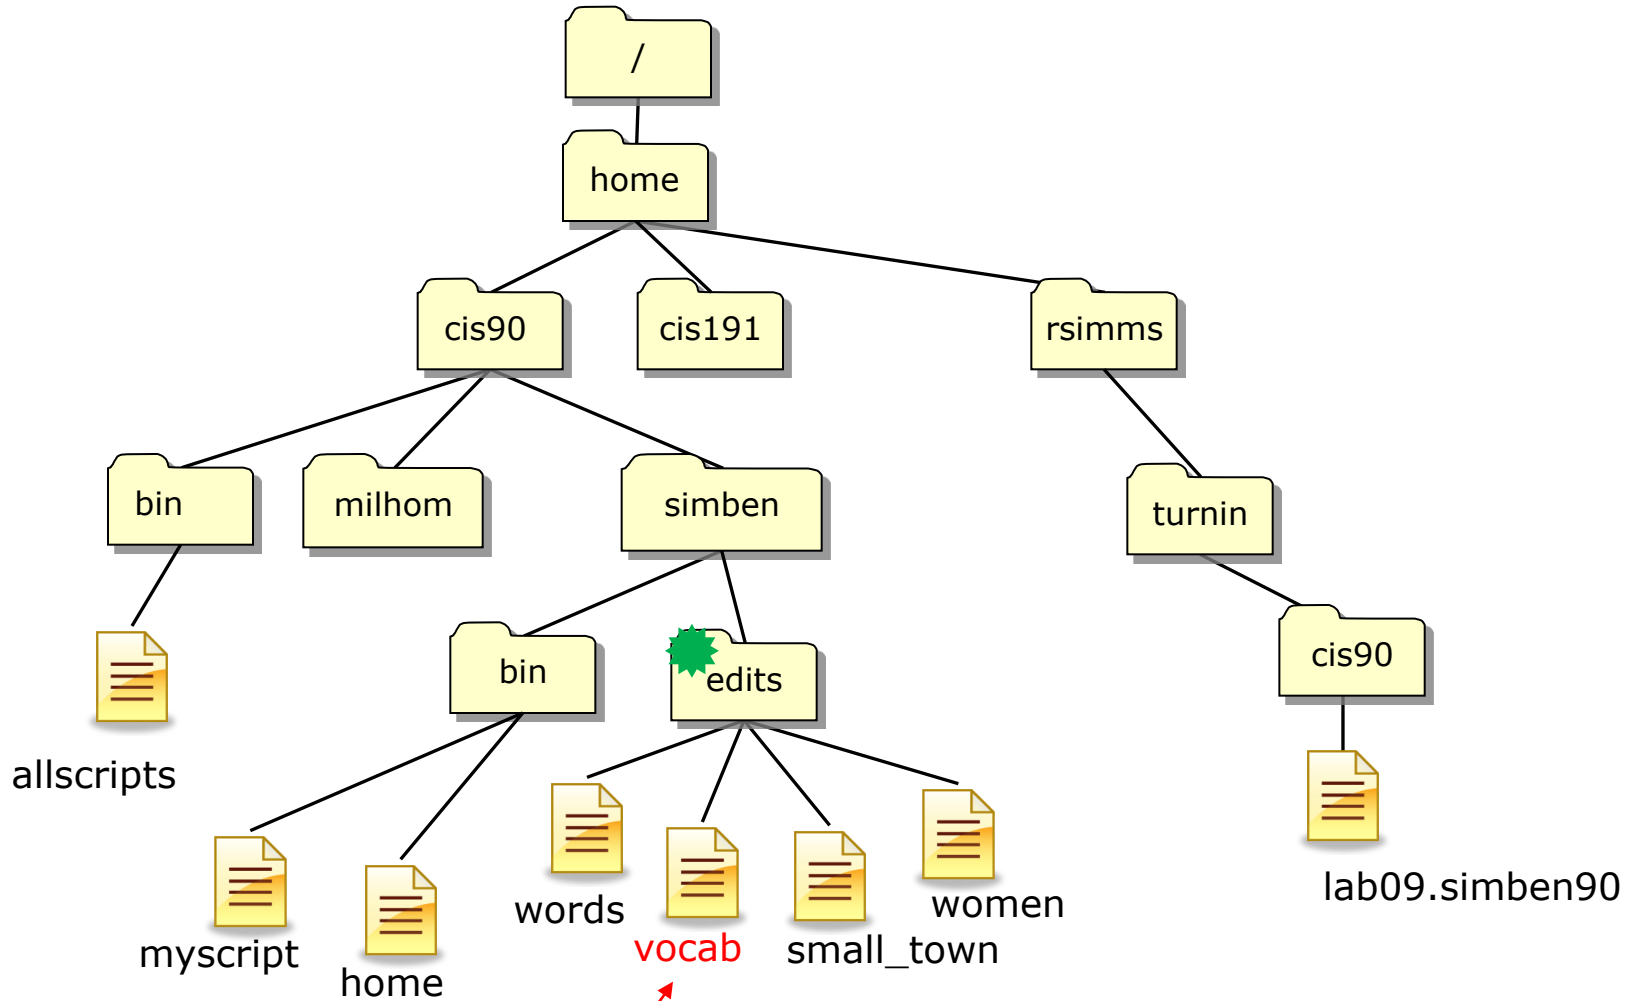 /
home
cis90
cis191
rsimms
bin
milhom
simben
turnin
bin
edits
cis90
allscripts
myscript
home
words
vocab
small_town
women
lab09.simben90